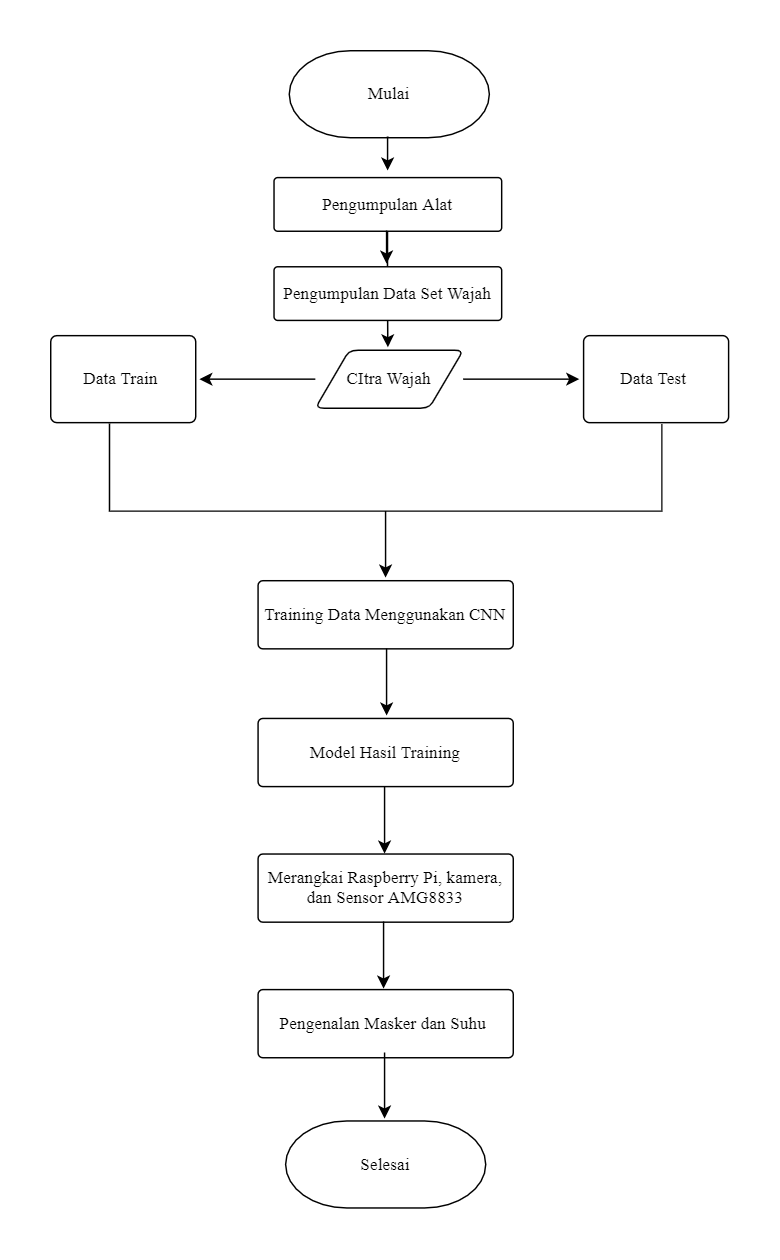 Mulai
Pengumpulan Alat
Pengumpulan Data Set Wajah
Data Train
CItra Wajah
Data Test
Training Data Menggunakan CNN
Model Hasil Training
Merangkai Raspberry Pi, kamera,
dan Sensor AMG8833
Pengenalan Masker dan Suhu
Selesai